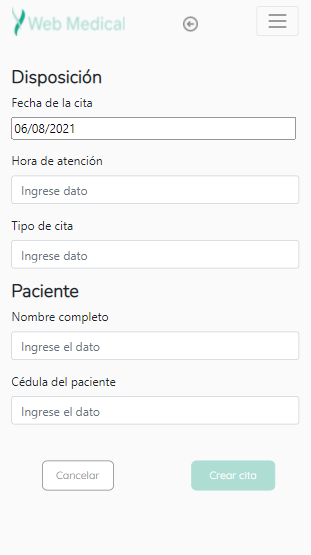 Web Medical
Disposición
Fecha de la cita
06/08/2021
Hora de atención
Ingrese dato
Tipo de cita
Ingrese dato
Paciente
Nombre completo
Ingrese el dato
Cédula del paciente
Ingrese el dato
Cancelar Crear cita